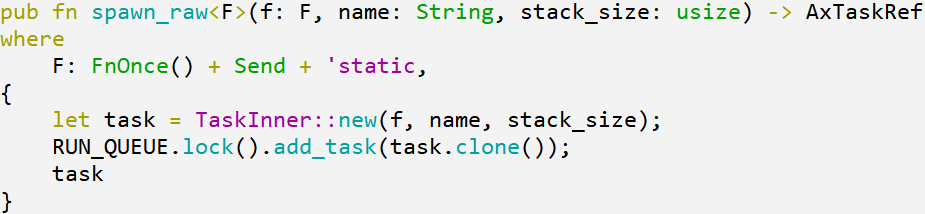 pub fn spawn_raw<F>(f: F, name: String, stack_size: usize) -> AxTaskRef
where
    F: FnOnce() + Send + 'static,
{
    let task = TaskInner::new(f, name, stack_size);
    RUN_QUEUE.lock().add_task(task.clone());
    task
}